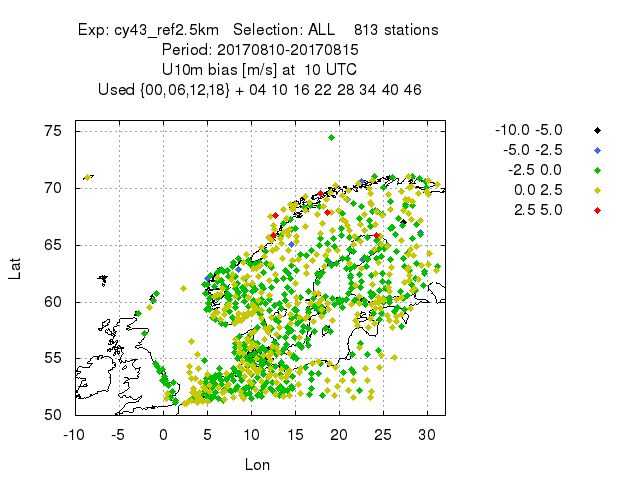 Exp: cy43_ref2.5km   Selection: ALL    813 stations
Period: 20170810-20170815
U10m bias [m/s] at  10 UTC
Used {00,06,12,18} + 04 10 16 22 28 34 40 46
-10.0 -5.0
-5.0 -2.5
-2.5 0.0
0.0 2.5
2.5 5.0
75
70
65
60
55
50
Lat
-10 -5 0 5 10 15 20 25 30
Lon